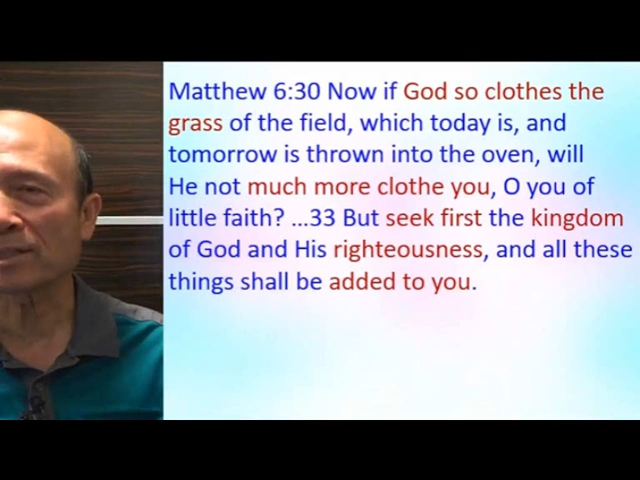 Matthew 6:30 Now if God so clothes the
grass of the field, which today is, and
tomorrow is thrown into the oven, will
He not much more clothe you, O you of
little faith? ...33 But seek first the kingdom
of God and His righteousness, and all these
things shall be added to you.